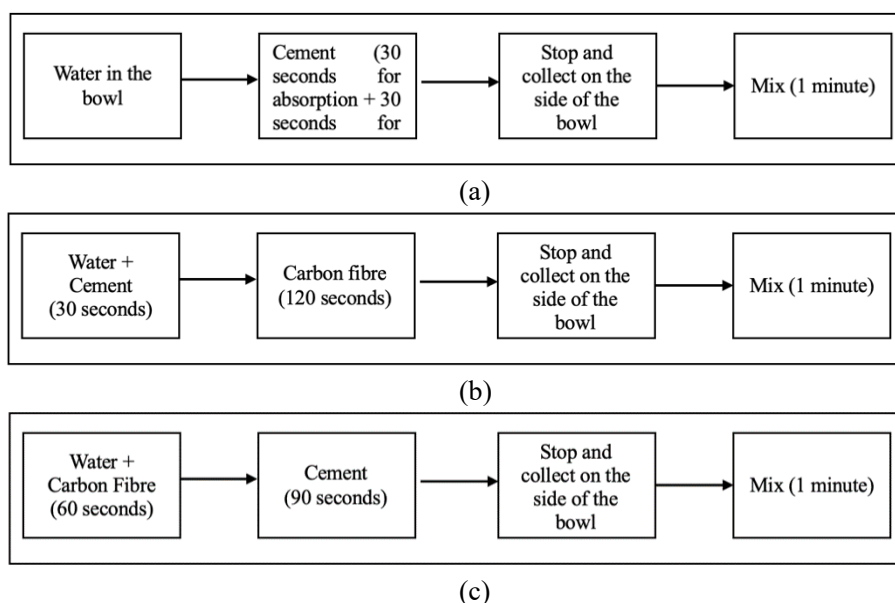 Water in the
bowl
Cement (30
seconds for
absorption + 30
seconds for
Stop and
collect on the
side of the
bowl
Mix (1 minute)
(a)
Water +
Cement
(30 seconds)
Carbon fibre
(120 seconds)
Stop and
collect on the
side of the
bowl
Mix (1 minute)
(b)
Water +
Carbon Fibre
(60 seconds)
Cement
(90 seconds)
Stop and
collect on the
side of the
bowl
Mix (1 minute)
(c)